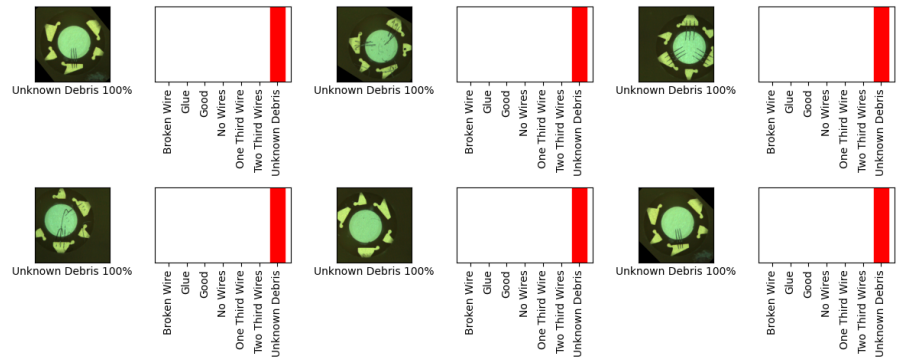 Unknown Debris 100%
Broken Wire
Glue
Good
No Wires
One Third Wire
Two Third Wires
Unknown Debris
Unknown Debris 100%
Broken Wire
Glue
Good
No Wires
One Third Wire
Two Third Wires
Unknown Debris
Unknown Debris 100%
Broken Wire
Glue
Good
No Wires
One Third Wire
Two Third Wires
Unknown Debris
Unknown Debris 100%
Broken Wire
Glue
Good
No Wires
One Third Wire
Two Third Wires
Unknown Debris
Unknown Debris 100%
Broken Wire
Glue
Good
No Wires
One Third Wire
Two Third Wires
Unknown Debris
Unknown Debris 100%
Broken Wire
Glue
Good
No Wires
One Third Wire
Two Third Wires
Unknown Debris